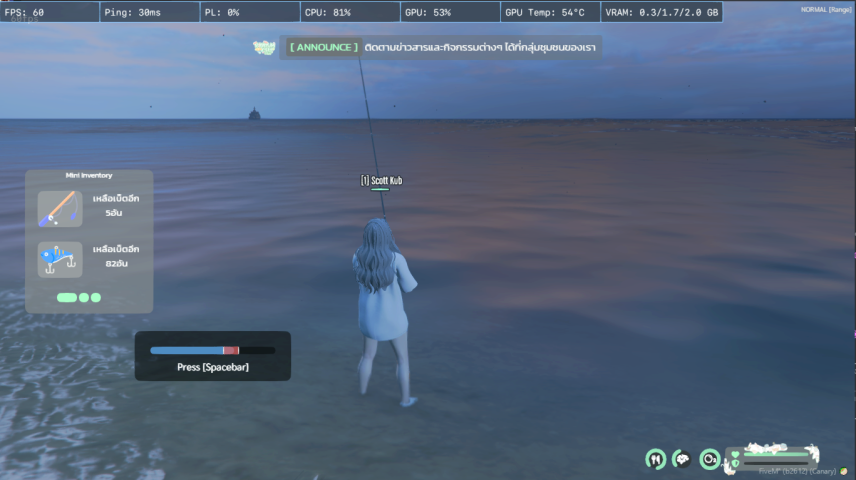 FPS: 60 Ping: 30ms PL: 0% CPU: 81% GPU: 53% GPU Temp: 54°C VRAM: 0.3/1.7/2.0 GB
NORMAL [Range]
[ ANNOUNCE ] ติดตามข่าวสารและกิจกรรมต่างๆ ได้ที่กลุ่มชุมชนของเรา
[1] Scott Kub
Mini Inventory
เหลือเบ็ดอีก
5อัน
เหลือเบ็ดอีก
82อัน
Press [Spacebar]
FiveM® (b2612) (Canary)